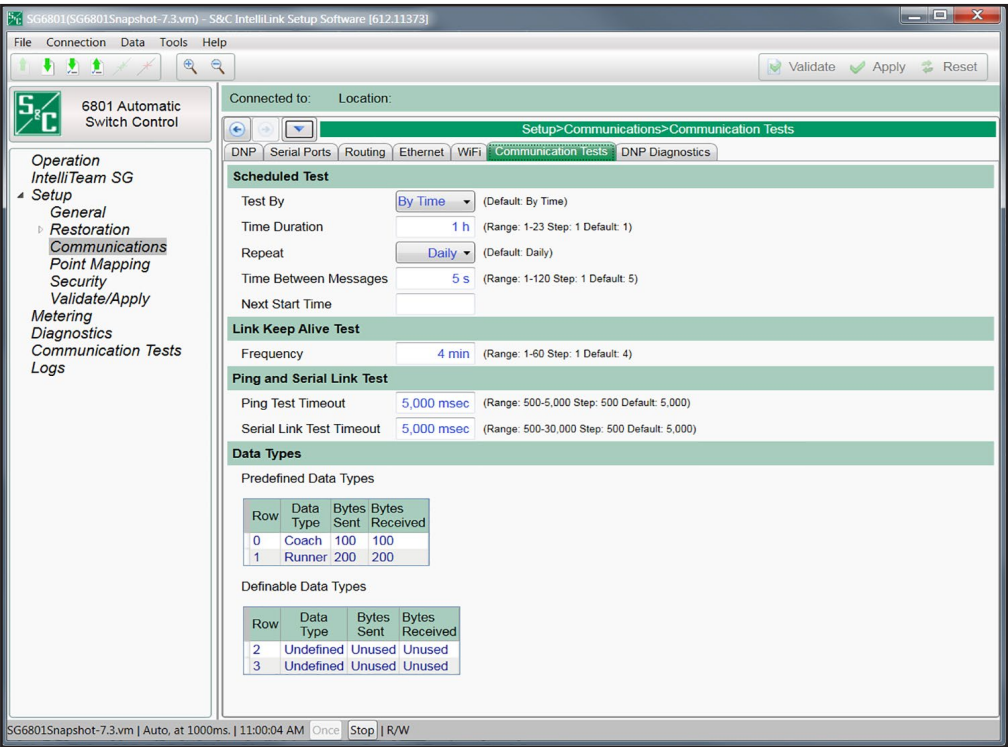 SG6801(SG6801Snapshot-7.3.vm) – S&C IntelliLink Setup Software [612.11373]
File Connection Data Tools Help
Validate Apply Reset
S&C
6801 Automatic
Switch Control
Operation
IntelliTeam SG
Setup
General
Restoration
Communications
Point Mapping
Security
Validate/Apply
Metering
Diagnostics
Communication Tests
Logs
Connected to: Location:
Setup>Communications>Communication Tests
DNP Serial Ports Routing Ethernet WiFi Communication Tests DNP Diagnostics
Scheduled Test
Test By By Time (Default: By Time)
Time Duration 1 h (Range: 1-23 Step: 1 Default: 1)
Repeat Daily (Default: Daily)
Time Between Messages 5 s (Range: 1-120 Step: 1 Default: 5)
Next Start Time
Link Keep Alive Test
Frequency 4 min (Range: 1-60 Step: 1 Default: 4)
Ping and Serial Link Test
Ping Test Timeout 5,000 msec (Range: 500-5,000 Step: 500 Default: 5,000)
Serial Link Test Timeout 5,000 msec (Range: 500-30,000 Step: 500 Default: 5,000)
Data Types
Predefined Data Types
Row Data Type Bytes Sent Bytes Received
0 Coach 100 100
1 Runner 200 200
Definable Data Types
Row Data Type Bytes Sent Bytes Received
2 Undefined Unused Unused
3 Undefined Unused Unused
SG6801Snapshot-7.3.vm | Auto, at 1000ms. | 11:00:04 AM Once Stop | R/W